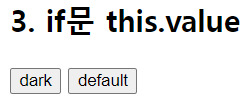 3. if문 this.value
dark default